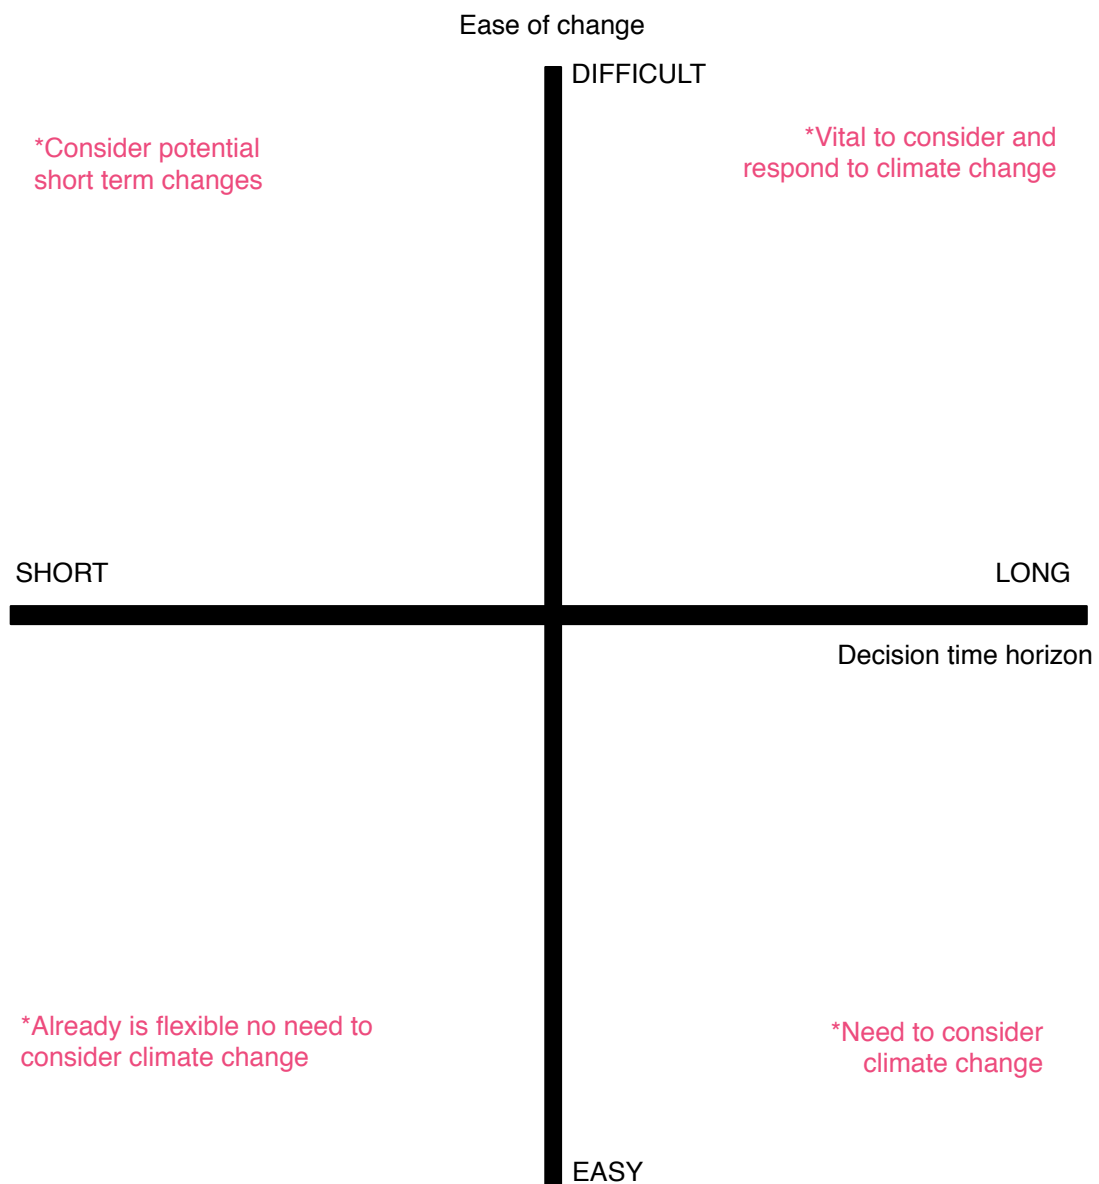 Ease of change
DIFFICULT
*Consider potential
short term changes
*Vital to consider and
respond to climate change
SHORT
LONG
Decision time horizon
*Already is flexible no need to
consider climate change
*Need to consider
climate change
EASY